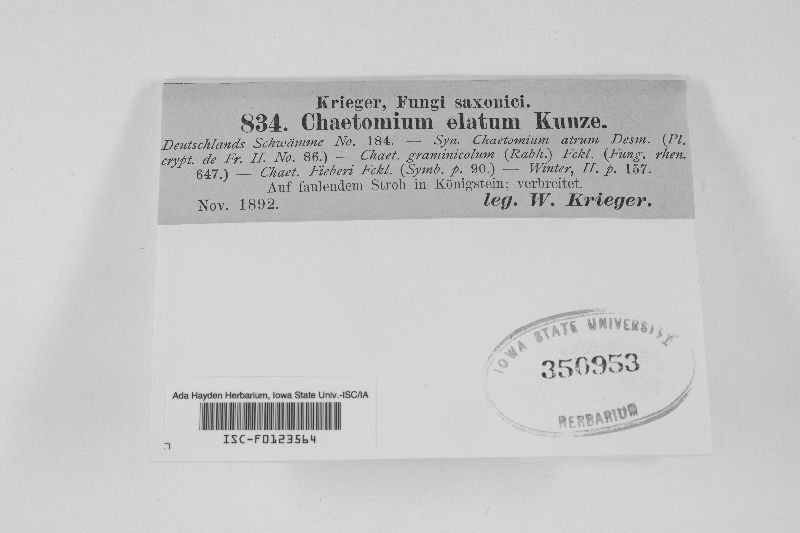 Krieger, Fungi saxonici.
834. Chaetomium elatum Kunze.
Deutschlands Schwämme No. 184. — Syn. Chaetomium atrum Desm. (Pl.
crypt. de Fr. II. No. 86.) — Chaet. graminicolum (Rabh.) Fckl. (Fung. rhen.
647.) — Chaet. Fieberi Fckl. (Symb. p. 90.) — Winter, II. p. 157.
Auf faulendem Stroh in Königstein; verbreitet.
Nov. 1892. leg. W. Krieger.
IOWA STATE UNIVERSITY
350953
HERBARIUM
Ada Hayden Herbarium, Iowa State Univ.-ISC/IA
ISC-F0123564